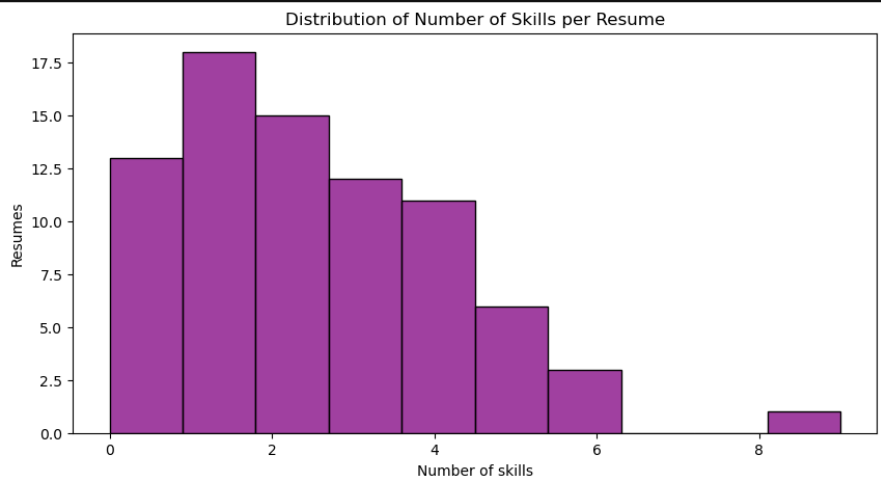 Distribution of Number of Skills per Resume
17.5
15.0
12.5
10.0
7.5
5.0
2.5
0.0
Resumes
0 2 4 6 8
Number of skills